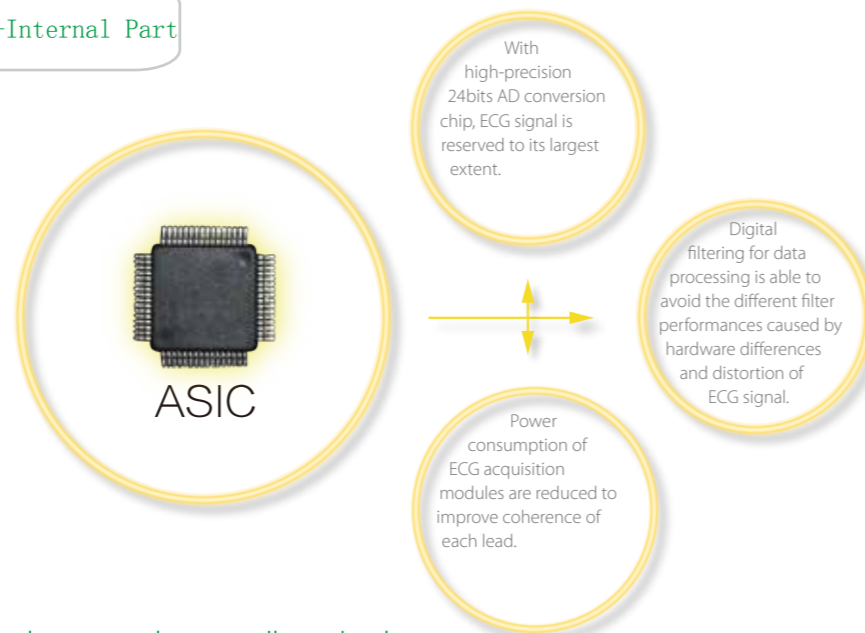 -Internal Part
With
high-precision
24bits AD conversion
chip, ECG signal is
reserved to its largest
extent.
ASIC
Digital
filtering for data
processing is able to
avoid the different filter
performances caused by
hardware differences
and distortion of
ECG signal.
Power
consumption of
ECG acquisition
modules are reduced to
improve coherence of
each lead.